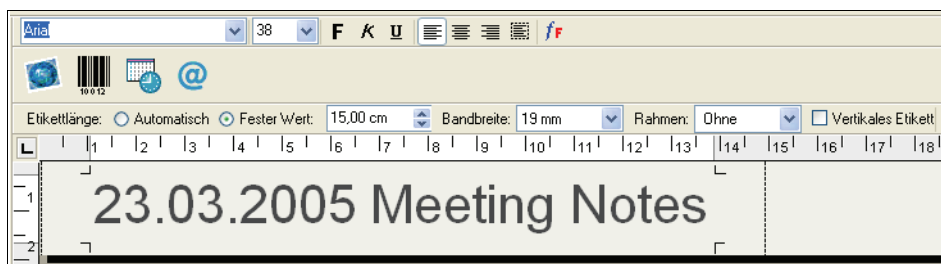 Arial 38 F K U fF
10012 @
Etikettlänge: Automatisch Fester Wert: 15,00 cm Bandbreite: 19 mm Rahmen: Ohne Vertikales Etikett
L 1 2 3 4 5 6 7 8 9 10 11 12 13 14 15 16 17 18
1
23.03.2005 Meeting Notes
2